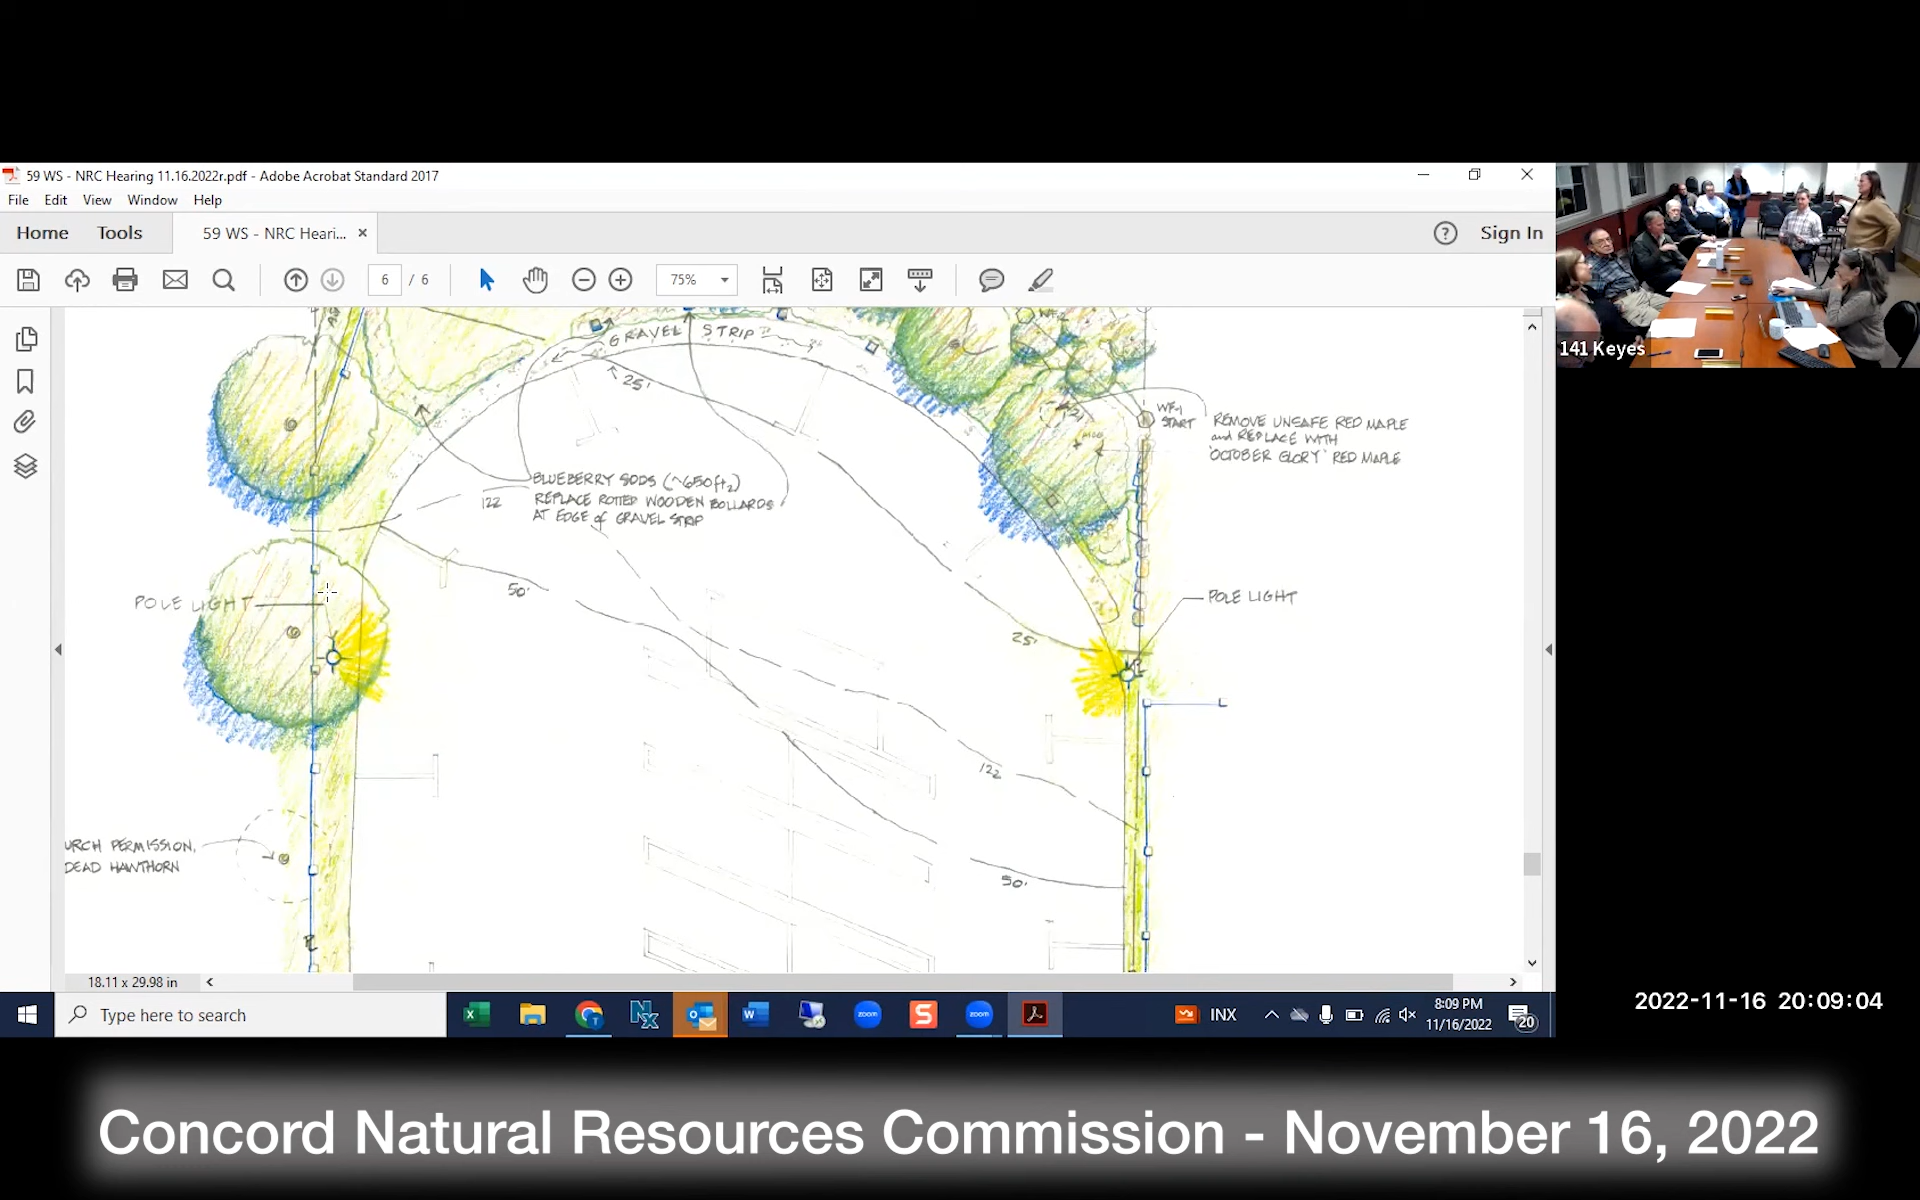 59 WS - NRC Hearing 11.16.2022r.pdf - Adobe Acrobat Standard 2017
File Edit View Window Help
Home Tools 59 WS - NRC Heari... × Sign In
6 / 6 75%
141 Keyes
GRAVEL STRIP
25'
WF-1
START
REMOVE UNSAFE RED MAPLE
and REPLACE WITH
'OCTOBER GLORY' RED MAPLE
BLUEBERRY SODS (~650ft2)
122 REPLACE ROTTED WOODEN BOLLARDS
AT EDGE of GRAVEL STRIP
50'
POLE LIGHT
POLE LIGHT
25'
122
URCH PERMISSION,
DEAD HAWTHORN
50'
18.11 x 29.98 in
Type here to search
INX
8:09 PM
11/16/2022
20
2022-11-16 20:09:04
Concord Natural Resources Commission - November 16, 2022